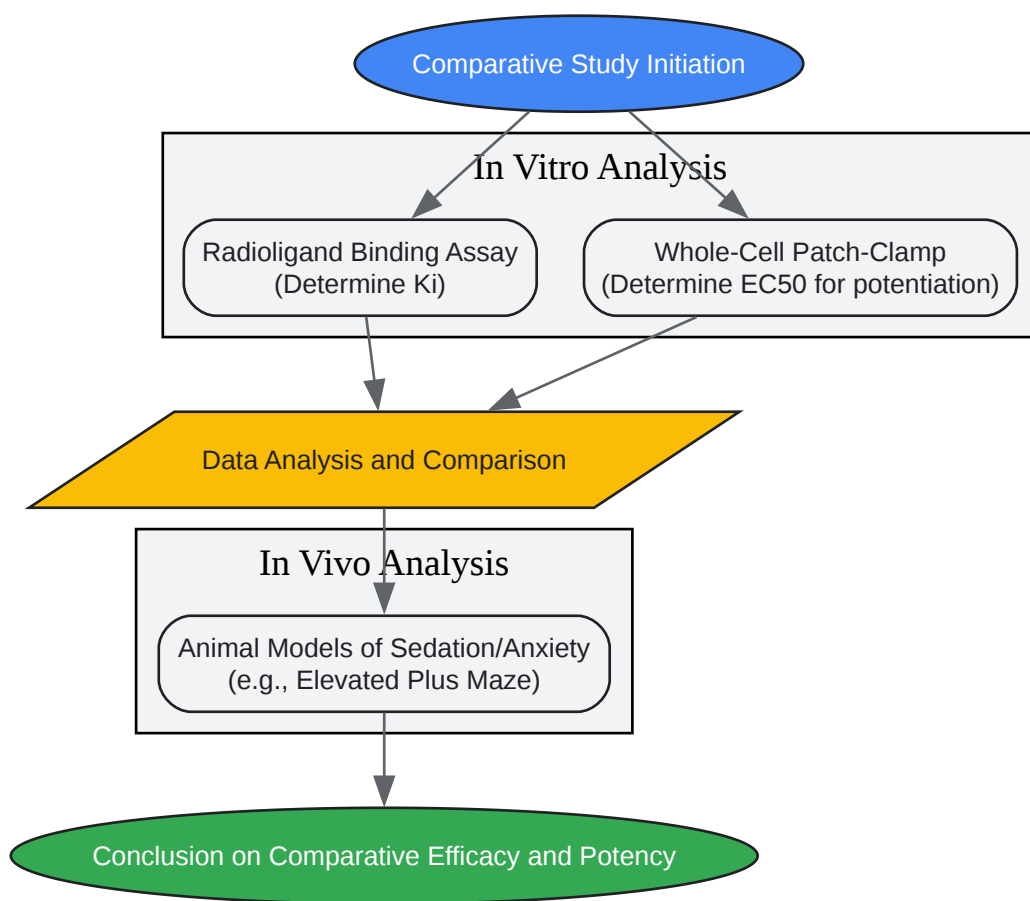 Comparative Study Initiation
In Vitro Analysis
Radioligand Binding Assay
(Determine Ki)
Whole-Cell Patch-Clamp
(Determine EC50 for potentiation)
Data Analysis and Comparison
In Vivo Analysis
Animal Models of Sedation/Anxiety
(e.g., Elevated Plus Maze)
Conclusion on Comparative Efficacy and Potency